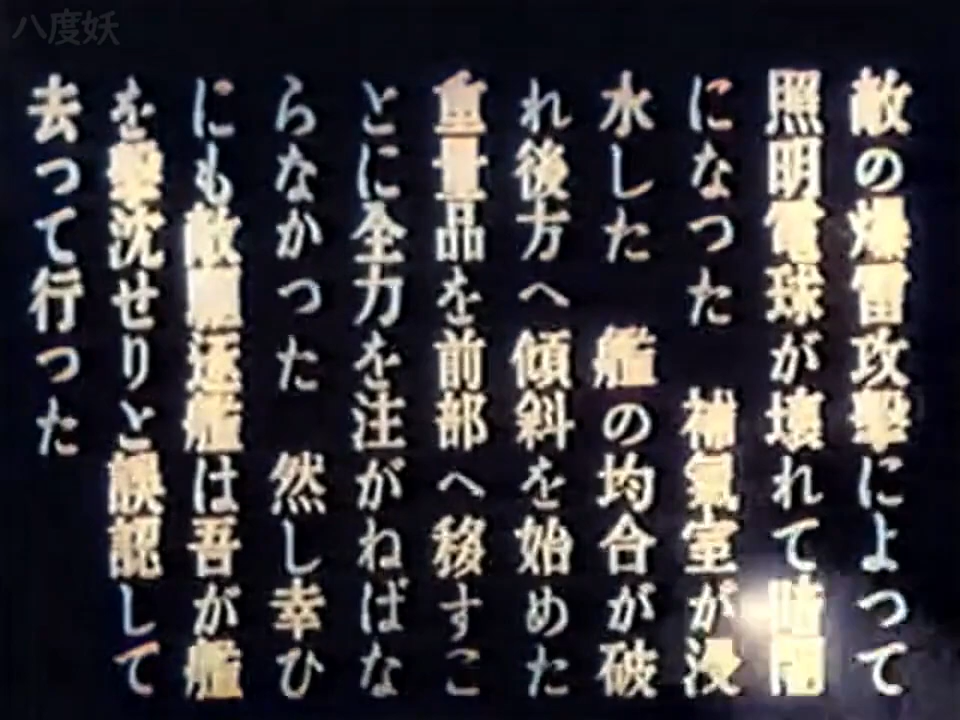 八度妖
敵の爆雷攻撃によって
照明電球が壊れて暗闇
になつた 補氣室が浸
水した 艦の均合が破
れ後方へ傾斜を始めた
重量品を前部へ移すこ
とに全力を注がねばな
らなかった 然し幸ひ
にも敵驅逐艦は吾が艦
を撃沈せりと誤認して
去って行った